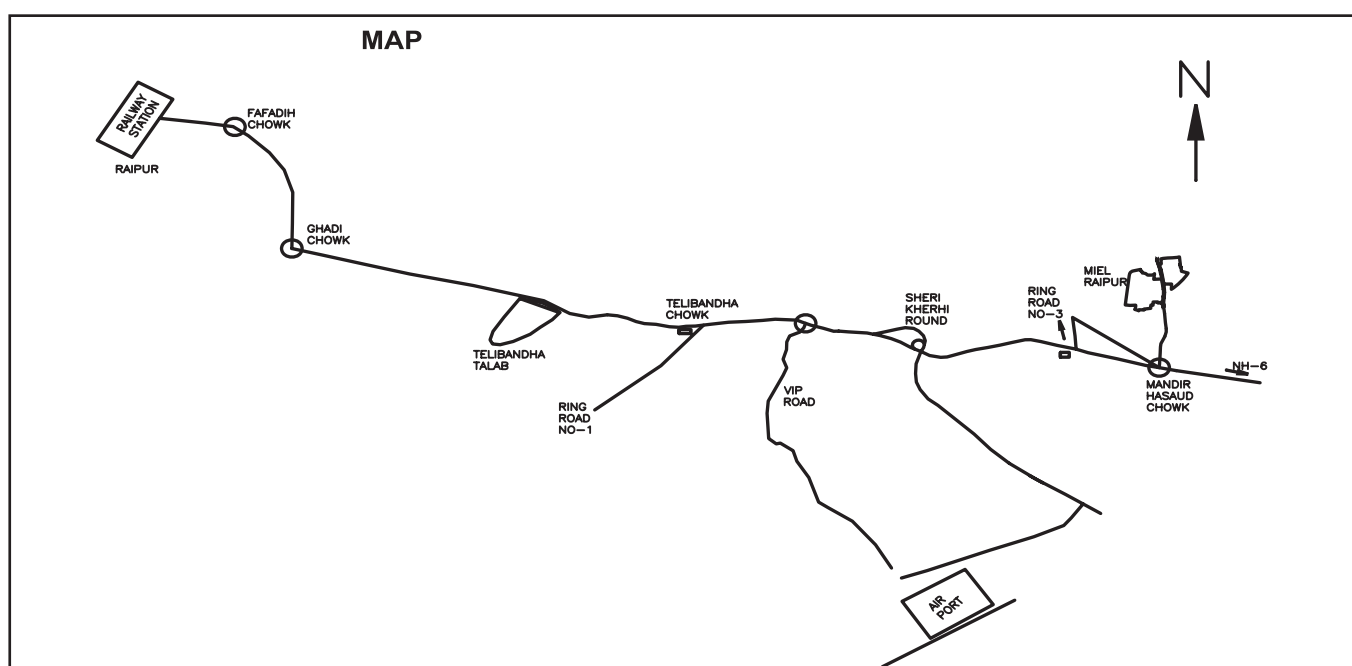 MAP
N
RAILWAY
STATION
RAIPUR
FAFADIH
CHOWK
GHADI
CHOWK
TELIBANDHA
TALAB
TELIBANDHA
CHOWK
RING
ROAD
NO-1
VIP
ROAD
SHERI
KHERHI
ROUND
RING
ROAD
NO-3
MIEL
RAIPUR
NH-6
MANDIR
HASAUD
CHOWK
AIR
PORT